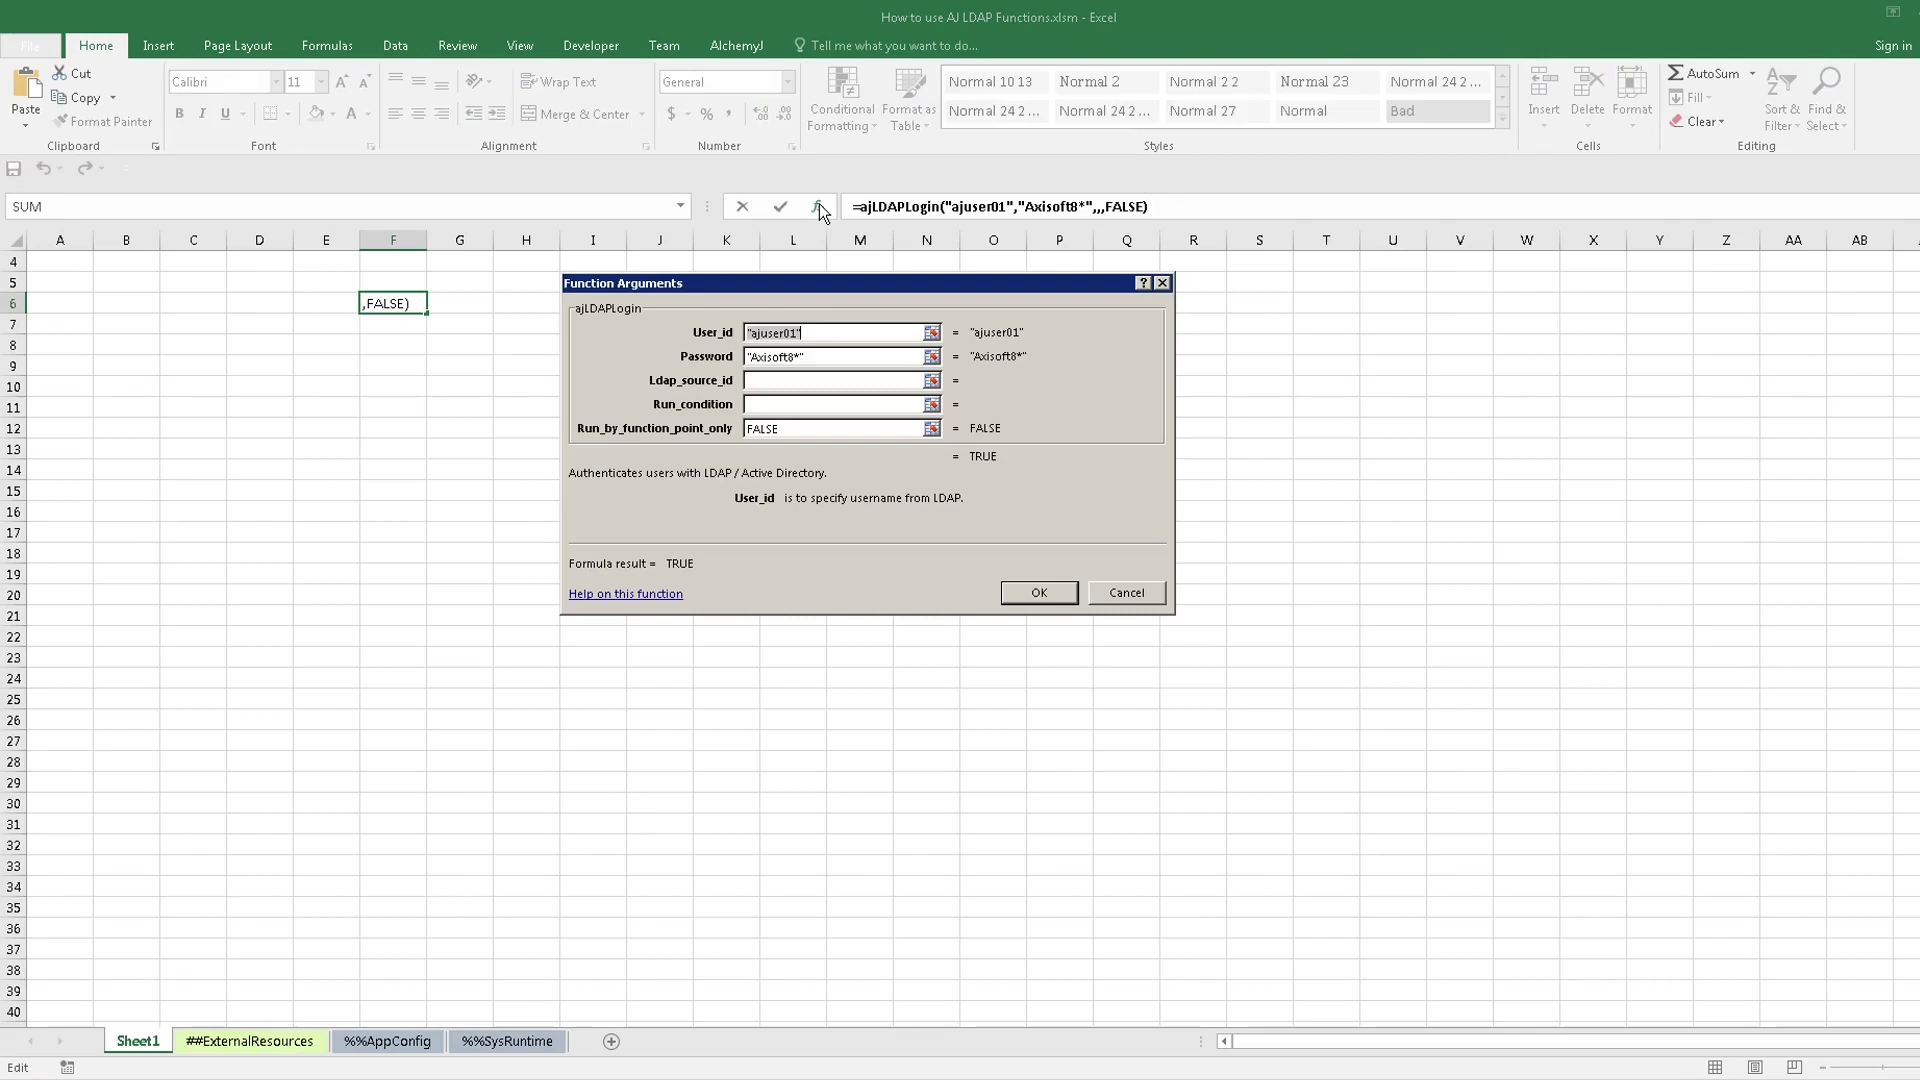 How to use AJ LDAP Functions.xlsm - Excel
File Home Insert Page Layout Formulas Data Review View Developer Team AlchemyJ Tell me what you want to do... Sign in
Paste
Cut
Copy
Format Painter
Clipboard
Calibri 11
B I U
Font
Wrap Text
Merge & Center
Alignment
General
$ % ,
Number
Conditional Formatting
Format as Table
Normal 10 13 Normal 2 Normal 2 2 Normal 23 Normal 24 2 ...
Normal 24 2 ... Normal 24 2 ... Normal 27 Normal Bad
Styles
Insert Delete Format
Cells
AutoSum
Fill
Clear
Sort & Filter
Find & Select
Editing
SUM =ajLDAPLogin("ajuser01","Axisoft8*",,,FALSE)
A B C D E F G H I J K L M N O P Q R S T U V W X Y Z AA AB
4
5
6 ,FALSE)
7
8
9
10
11
12
13
14
15
16
17
18
19
20
21
22
23
24
25
26
27
28
29
30
31
32
33
34
35
36
37
38
39
40
Function Arguments
ajLDAPLogin
User_id "ajuser01" = "ajuser01"
Password "Axisoft8*" = "Axisoft8*"
Ldap_source_id =
Run_condition =
Run_by_function_point_only FALSE = FALSE
= TRUE
Authenticates users with LDAP / Active Directory.
User_id is to specify username from LDAP.
Formula result = TRUE
Help on this function OK Cancel
Sheet1 ##ExternalResources %%AppConfig %%SysRuntime
Edit